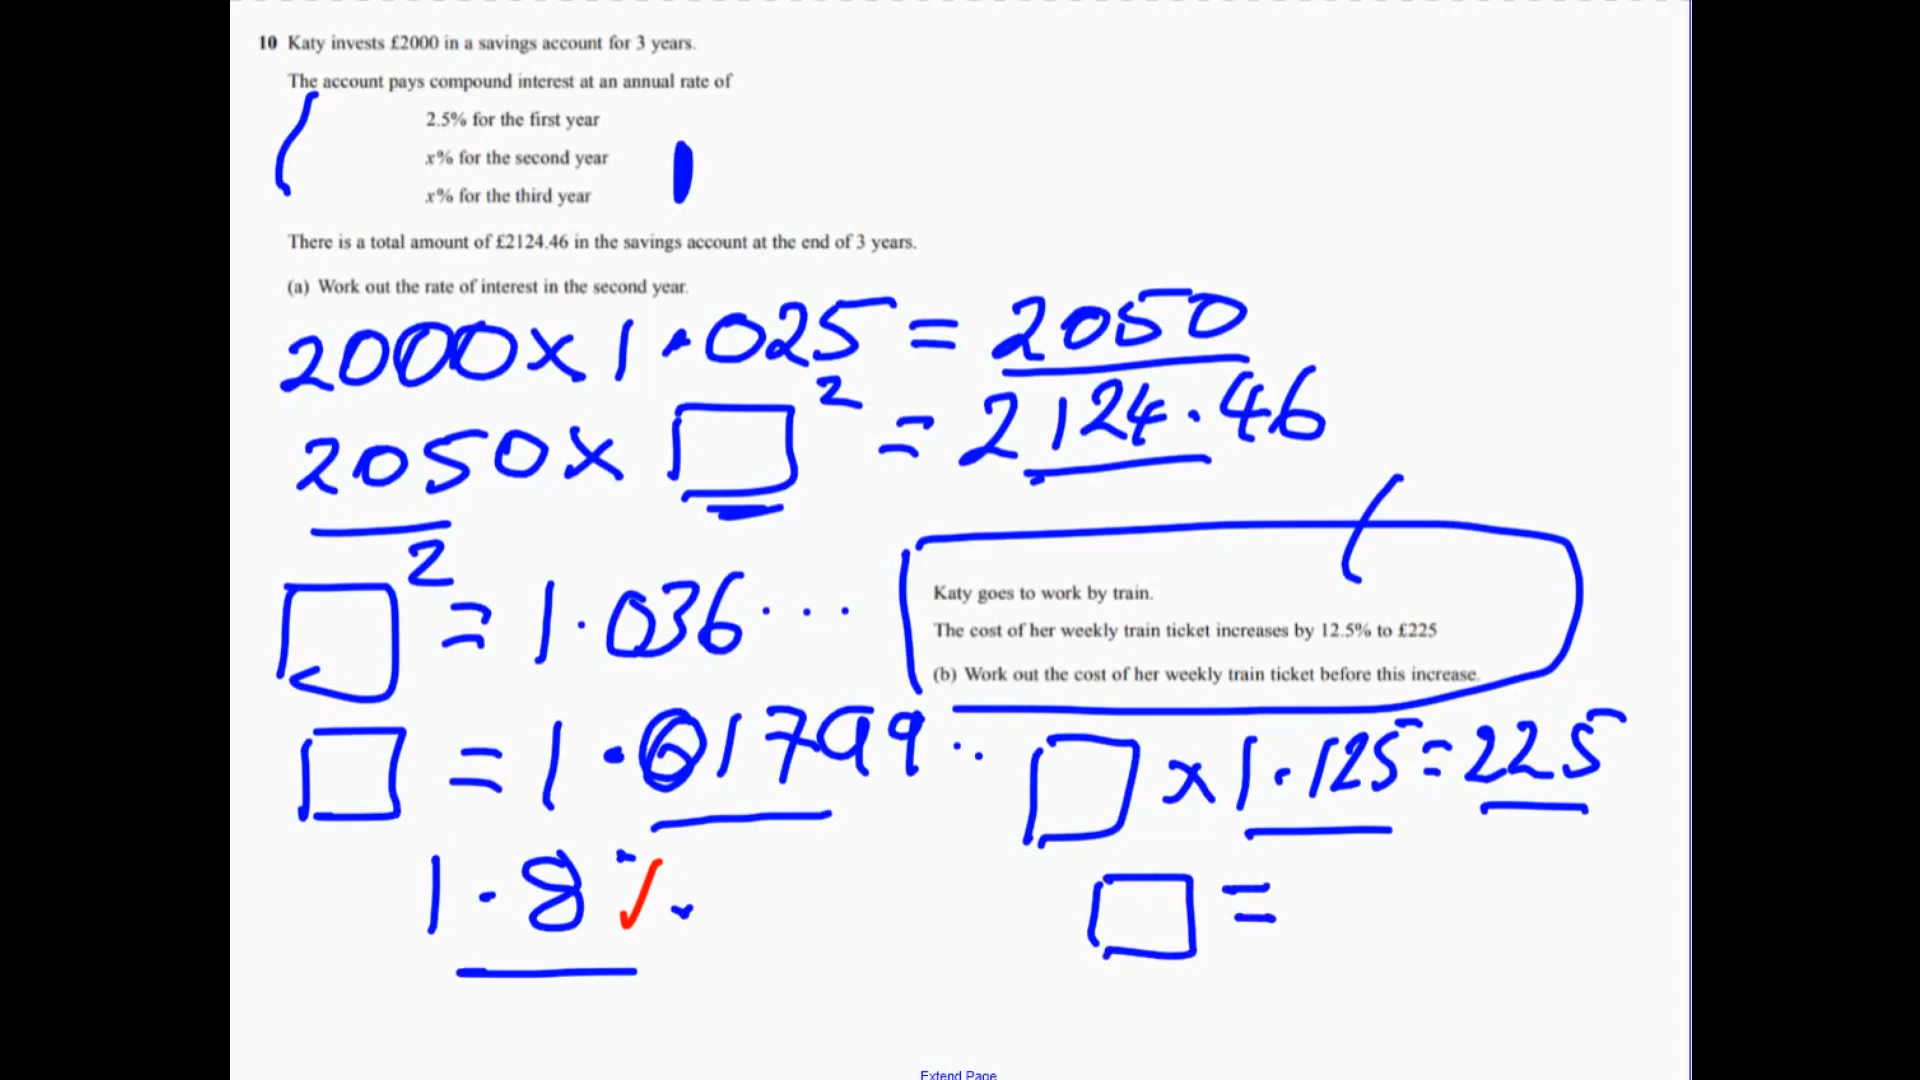 10 Katy invests £2000 in a savings account for 3 years.
The account pays compound interest at an annual rate of
2.5% for the first year
x% for the second year
x% for the third year
There is a total amount of £2124.46 in the savings account at the end of 3 years.
(a) Work out the rate of interest in the second year.
2000 x 1.025 = 2050
2050 x □² = 2124.46
□² = 1.036...
□ = 1.01799..
1.8%.
Katy goes to work by train.
The cost of her weekly train ticket increases by 12.5% to £225
(b) Work out the cost of her weekly train ticket before this increase.
□ x 1.125 = 225
□ =
Extend Page